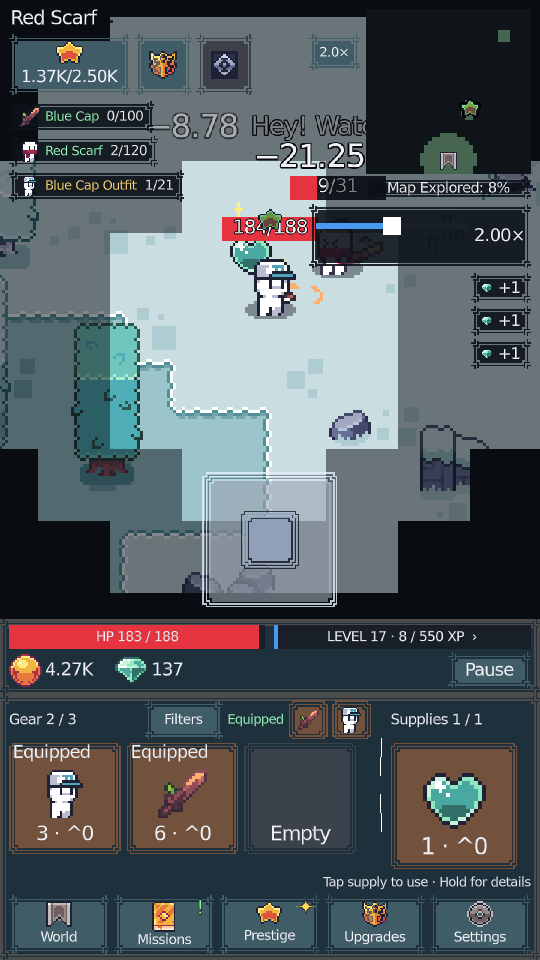 Red Scarf
1.37K/2.50K
2.0×
Blue Cap 0/100
Red Scarf 2/120
Blue Cap Outfit 1/21
−8.78
Hey!
−21.25
9/31
Map Explored: 8%
184/188
2.00×
+1
+1
+1
HP 183 / 188
LEVEL 17 · 8 / 550 XP ›
4.27K
137
Pause
Gear 2 / 3
Filters
Equipped
Supplies 1 / 1
Equipped
Equipped
3 · ^0
6 · ^0
Empty
1 · ^0
Tap supply to use · Hold for details
World
Missions
Prestige
Upgrades
Settings